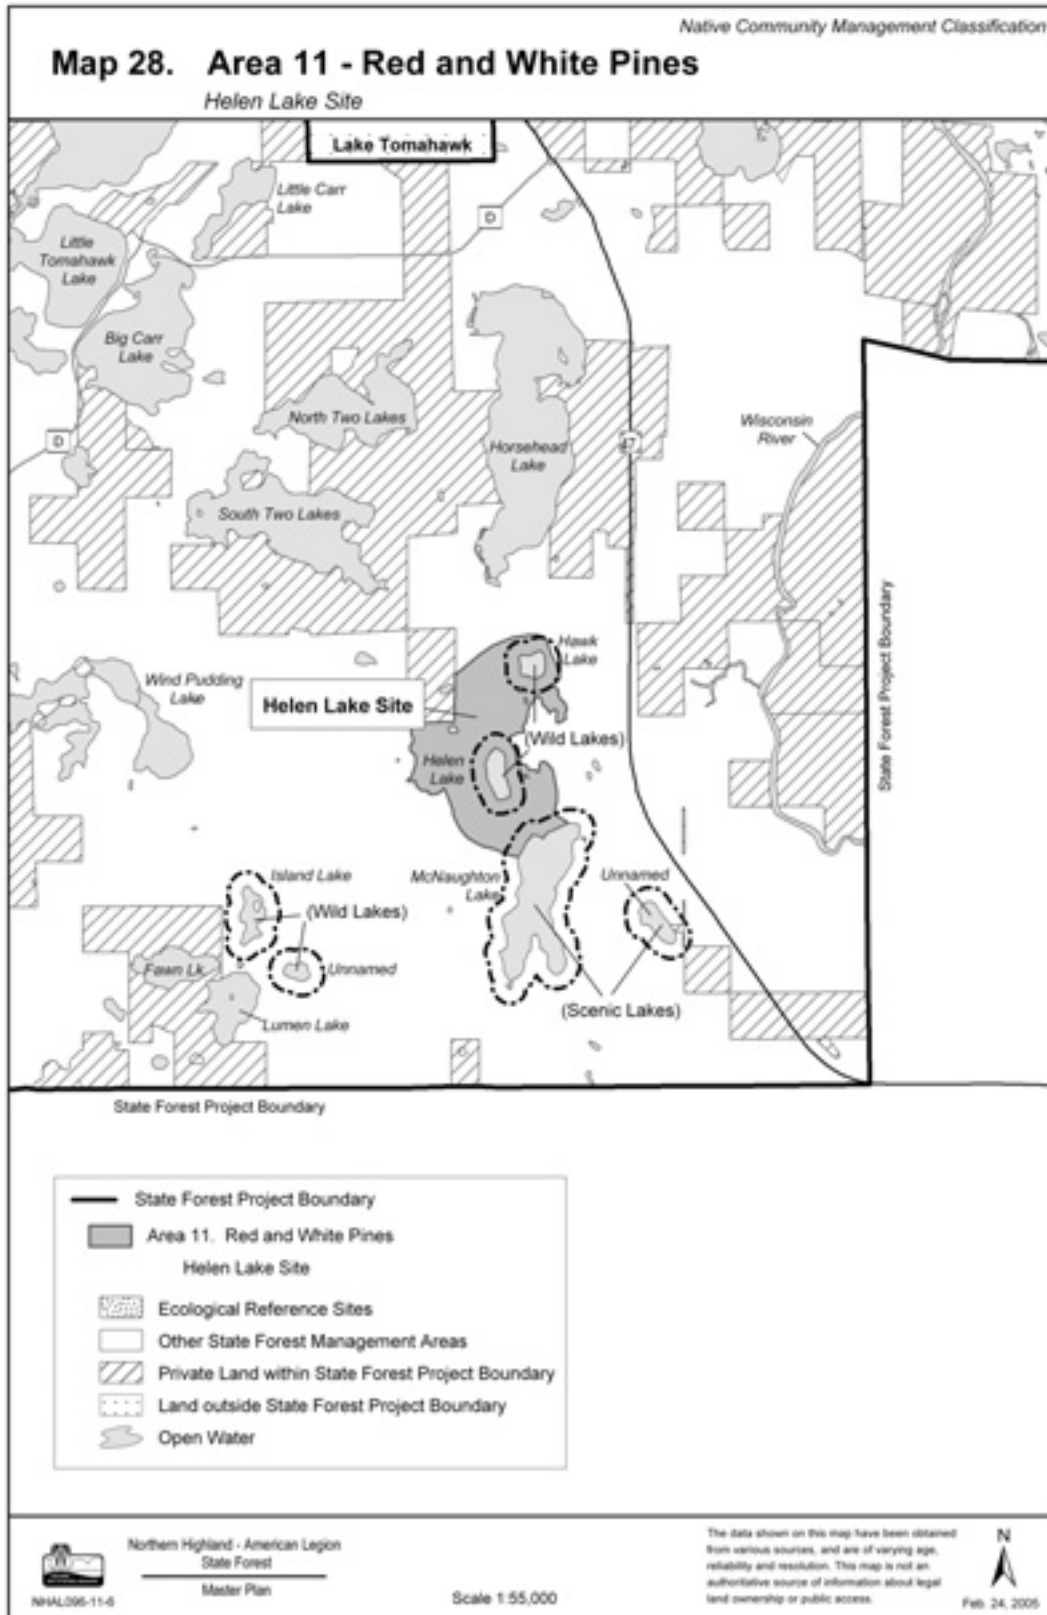 Native Community Management Classification
Map 28. Area 11 - Red and White Pines
Helen Lake Site
Lake Tomahawk
Little Carr
Lake
D
Little
Tomahawk
Lake
Big Carr
Lake
North Two Lakes
Horsehead
Lake
47
Wisconsin
River
D
South Two Lakes
State Forest Project Boundary
Hawk
Lake
Wind Pudding
Lake
Helen Lake Site
(Wild Lakes)
Helen
Lake
Island Lake
McNaughton
Lake
Unnamed
(Wild Lakes)
Fawn Lk.
Unnamed
(Scenic Lakes)
Lumen Lake
State Forest Project Boundary
State Forest Project Boundary
Area 11. Red and White Pines
Helen Lake Site
Ecological Reference Sites
Other State Forest Management Areas
Private Land within State Forest Project Boundary
Land outside State Forest Project Boundary
Open Water
Northern Highland - American Legion
State Forest
Master Plan
NHAL096-11-6
Scale 1:55,000
The data shown on this map have been obtained
from various sources, and are of varying age,
reliability and resolution. This map is not an
authoritative source of information about legal
land ownership or public access.
N
Feb. 24, 2005